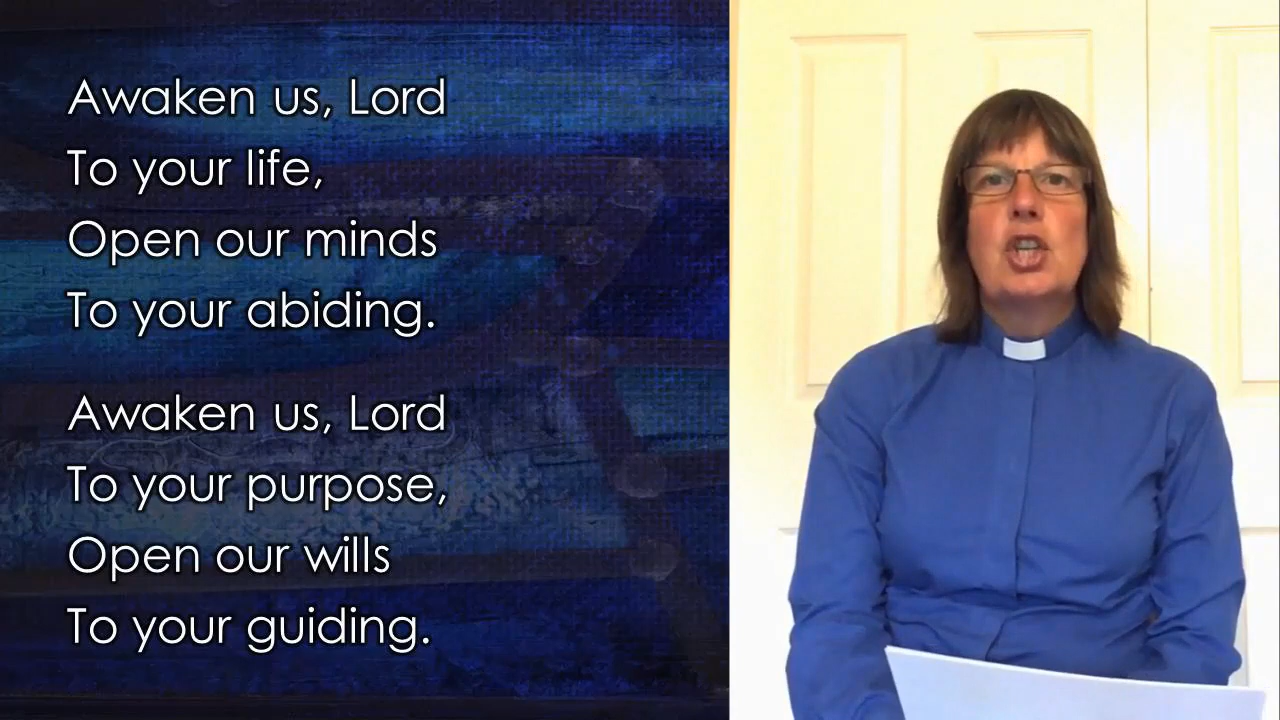 Awaken us, Lord
To your life,
Open our minds
To your abiding.
Awaken us, Lord
To your purpose,
Open our wills
To your guiding.